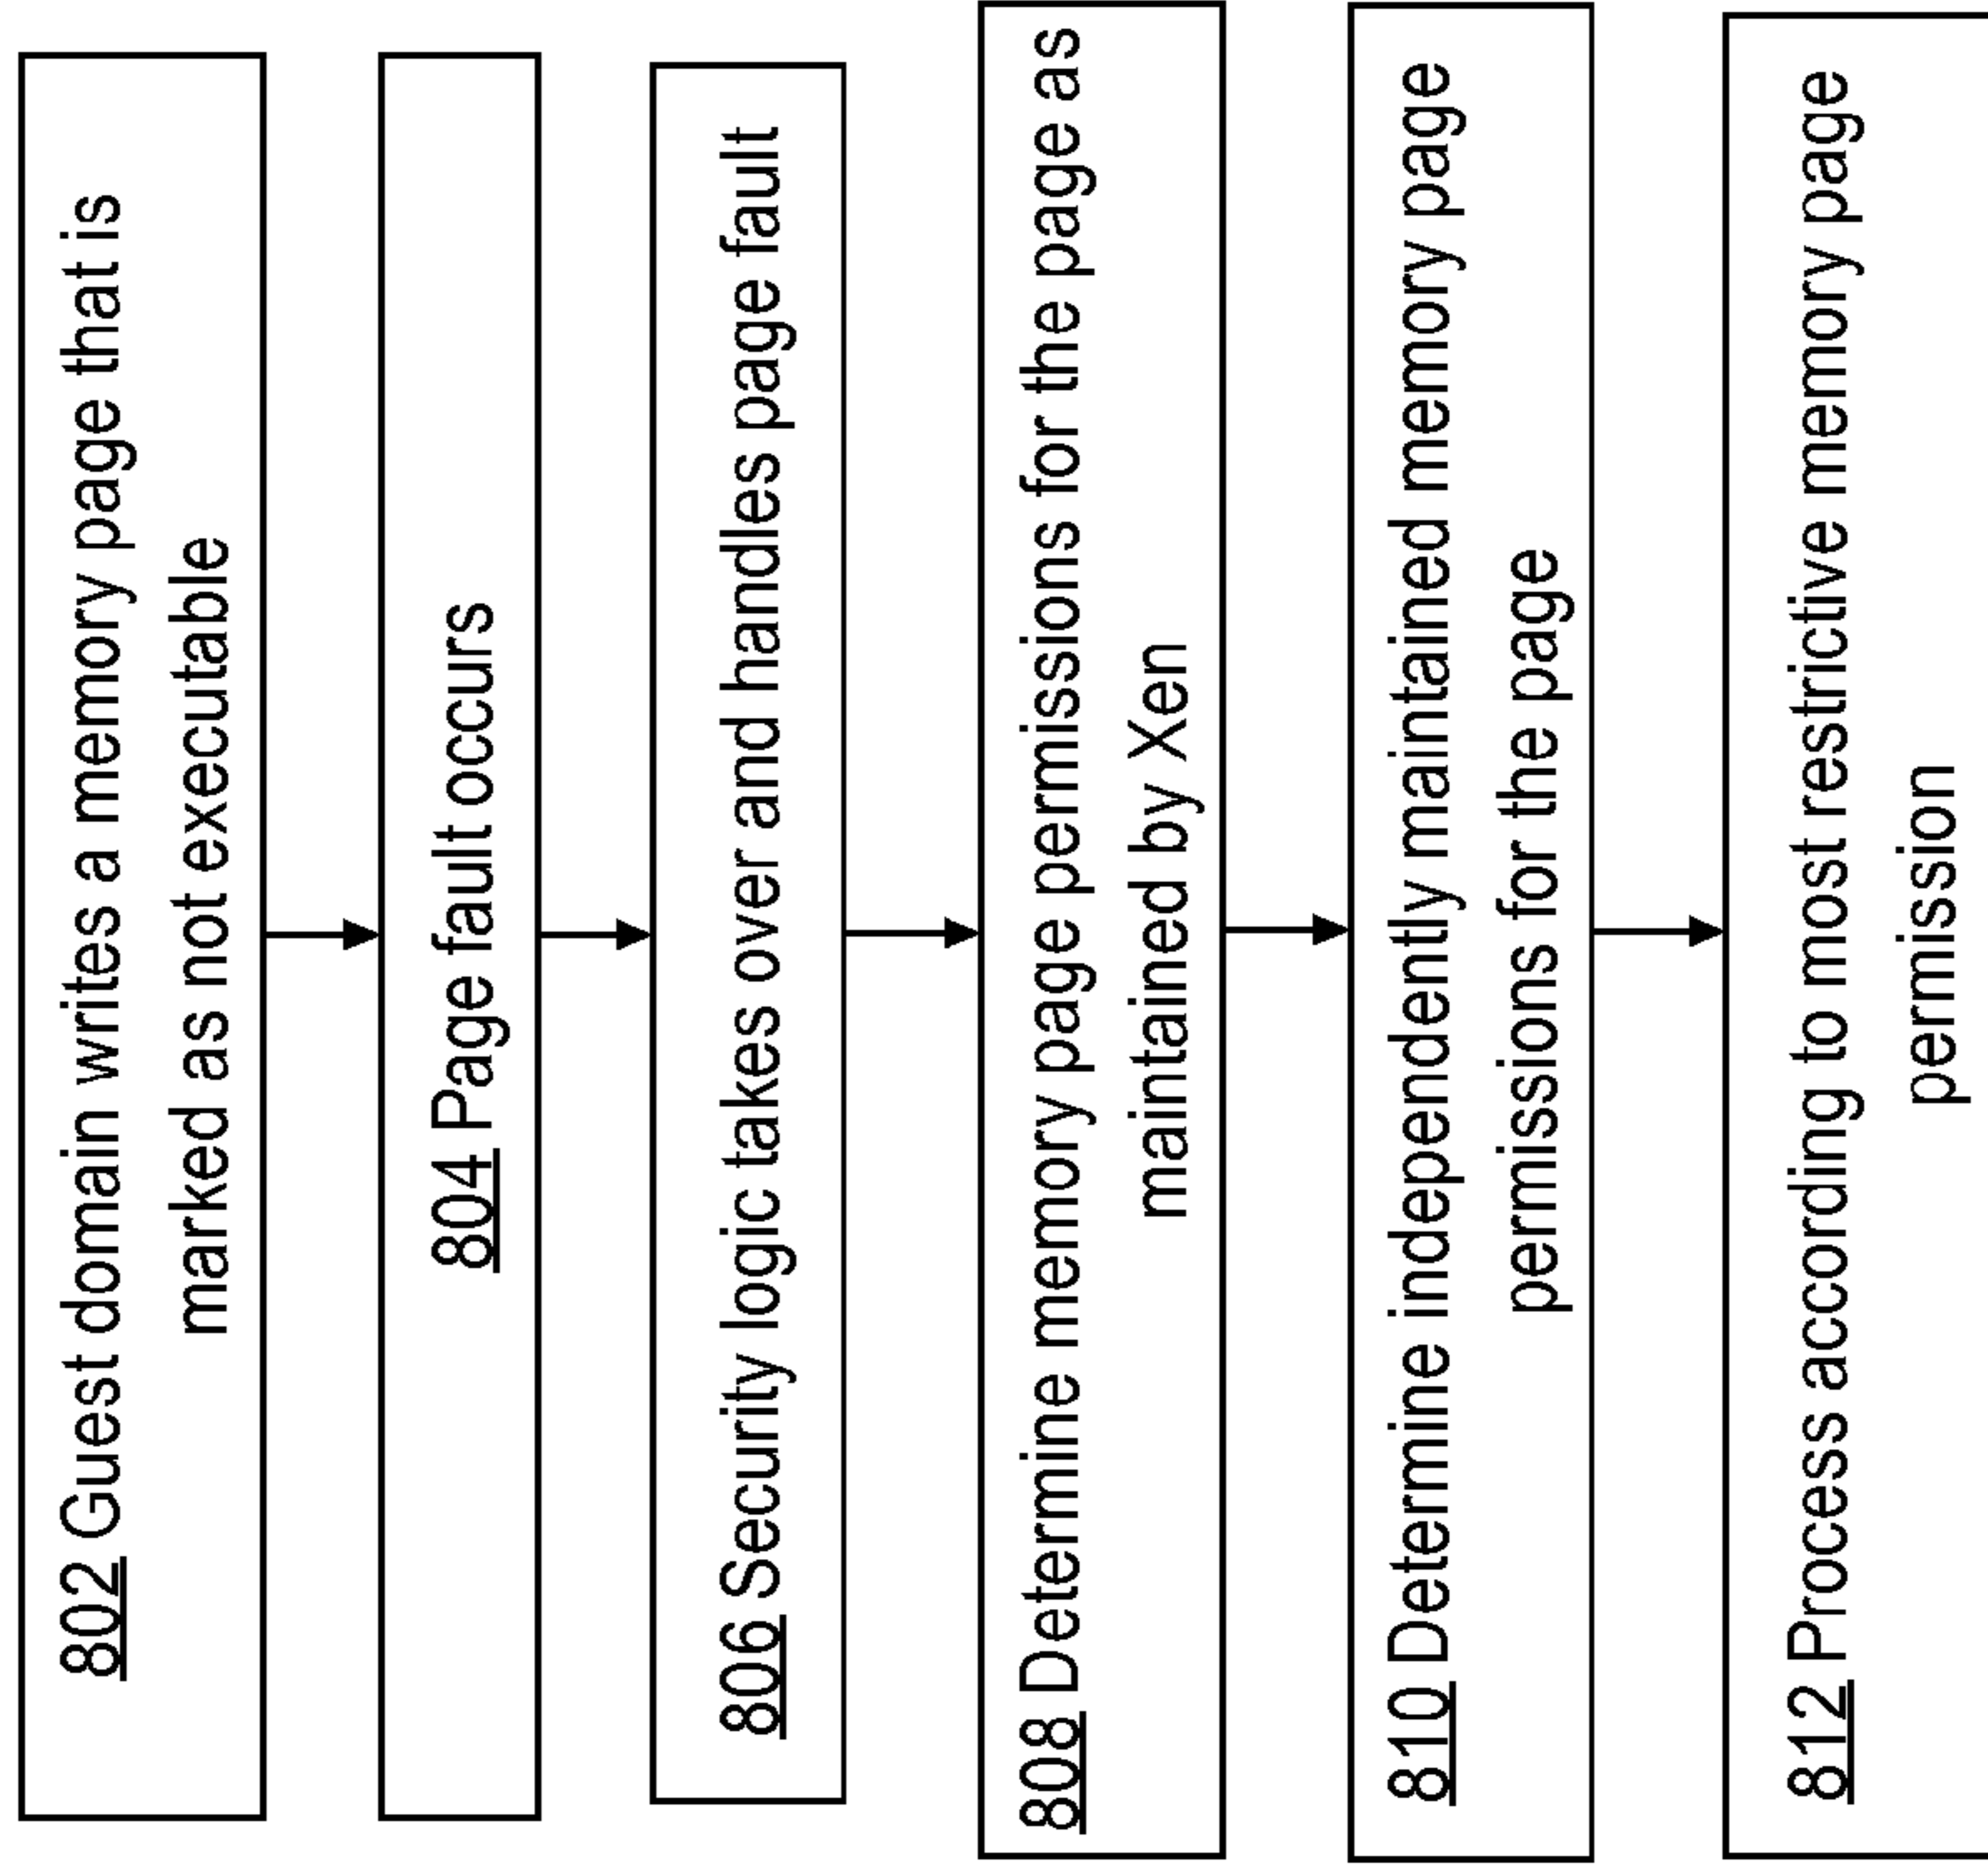 802 Guest domain writes a memory page that is
marked as not executable
804 Page fault occurs
806 Security logic takes over and handles page fault
808 Determine memory page permissions for the page as
maintained by Xen
810 Determine independently maintained memory page
permissions for the page
812 Process according to most restrictive memory page
permission